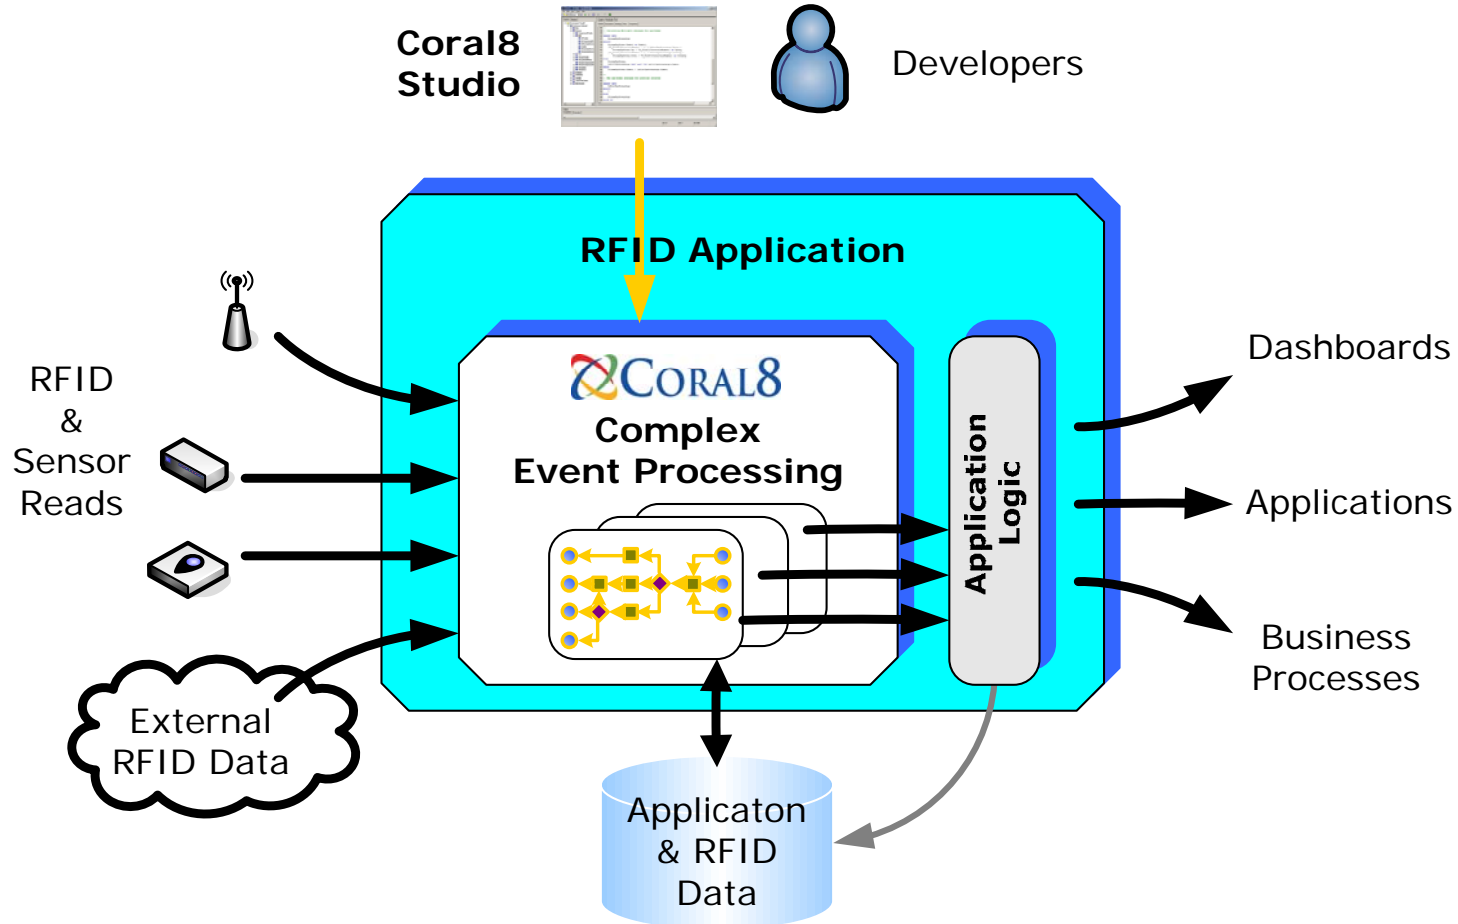 Coral8
Studio
Developers
RFID Application
RFID
&
Sensor
Reads
CORAL8
Complex
Event Processing
Application
Logic
Dashboards
Applications
Business
Processes
External
RFID Data
Applicaton
& RFID
Data